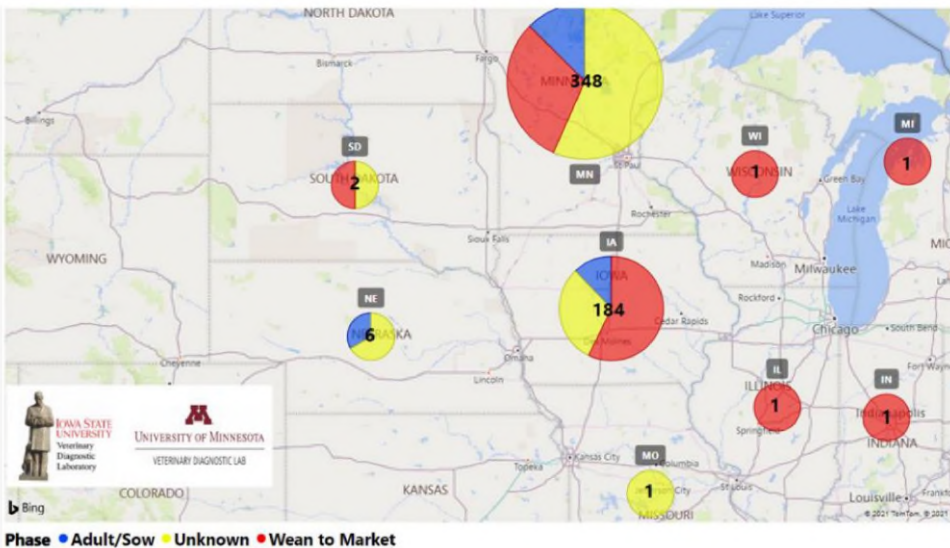 NORTH DAKOTA
Lake Superior
Bismarck
Fargo
348
Billings
St Paul
MN
SD
SOUTH DAKOTA
2
WI
WISCONSIN
1
MI
1
Green Bay
Lake
Michigan
Rochester
Sioux Falls
WYOMING
IA
IOWA
184
Cedar Rapids
Des Moines
Madison
Milwaukee
Rockford
Chicago
South Bend
NE
NEBRASKA
6
Omaha
Cheyenne
Lincoln
IL
ILLINOIS
1
IN
Indianapolis
1
INDIANA
IOWA STATE
UNIVERSITY
Veterinary
Diagnostic
Laboratory
M
UNIVERSITY OF MINNESOTA
VETERINARY DIAGNOSTIC LAB
Topeka
Kansas City
MO
Columbia
1
Jefferson City
MISSOURI
St Louis
COLORADO
KANSAS
Louisville
Bing
© 2021 TomTom, © 2021
Phase Adult/Sow Unknown Wean to Market